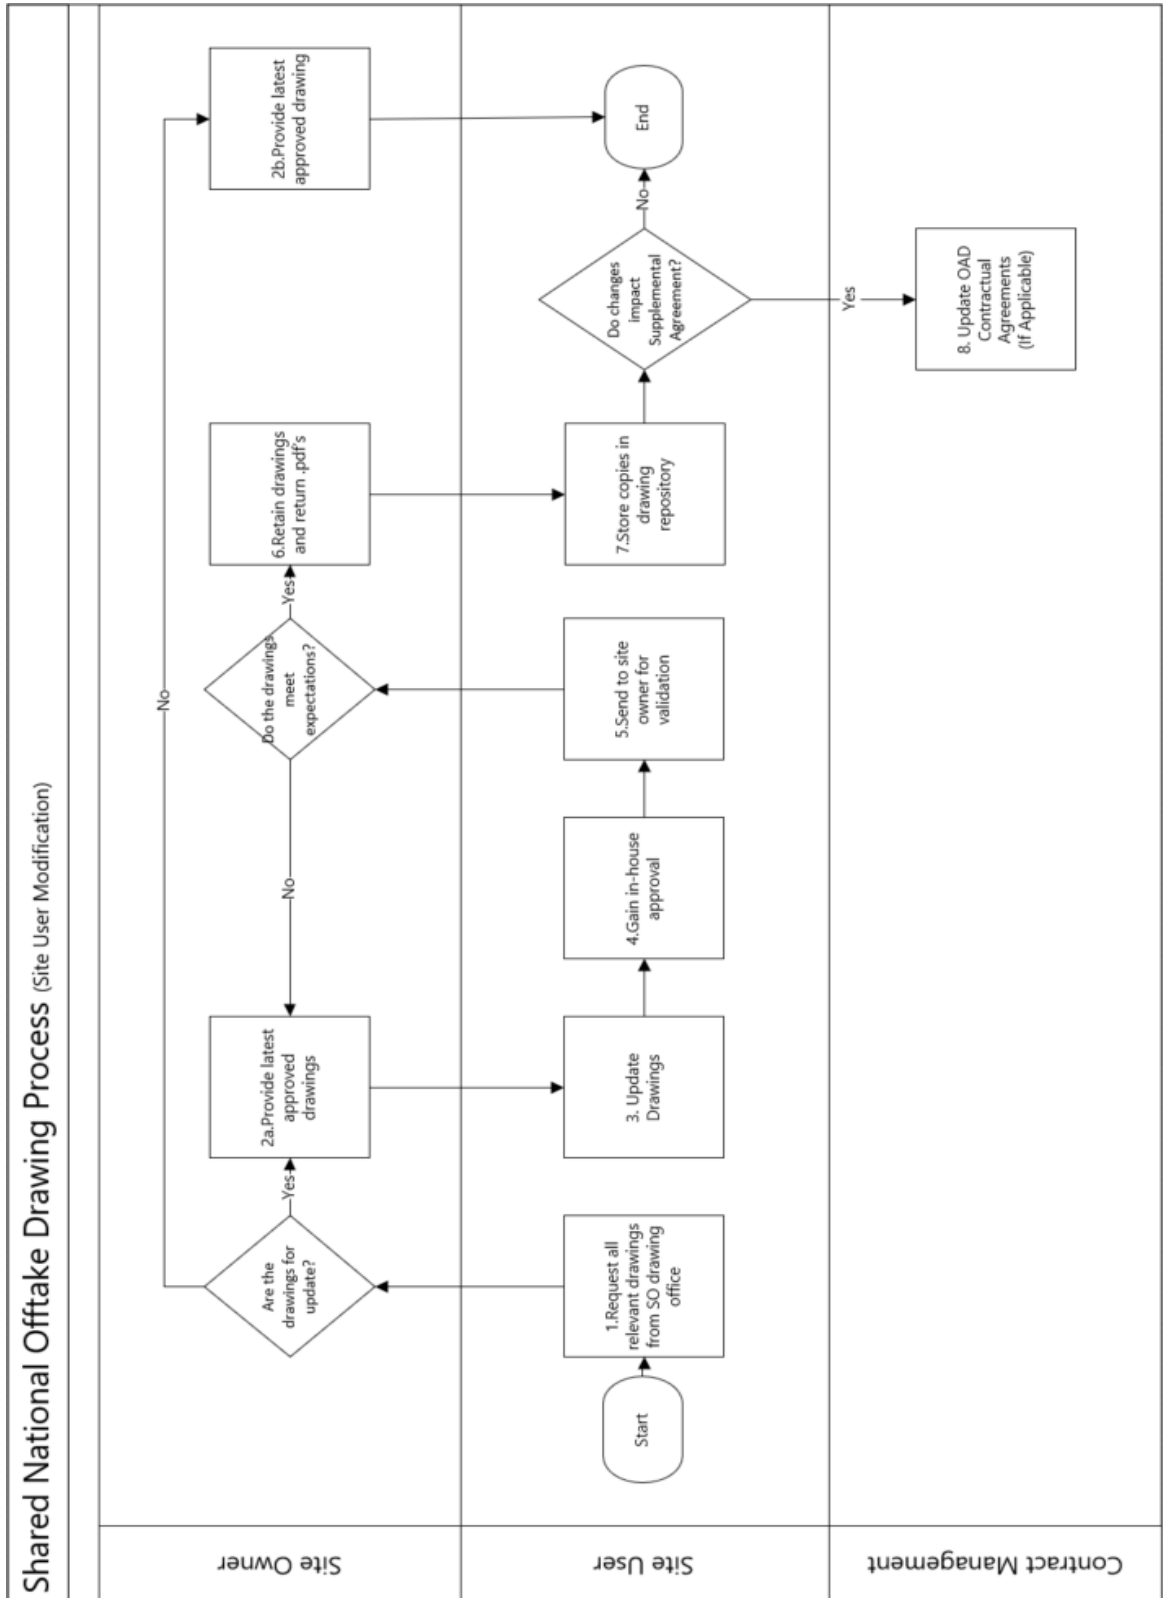 Shared National Offtake Drawing Process (Site User Modification)
Site Owner
Are the
drawings for
update?
Yes
No
2a.Provide latest
approved
drawings
No
Do the drawings
meet
expectations?
Yes
6.Retain drawings
and return .pdf's
2b.Provide latest
approved drawing
Site User
Start
1.Request all
relevant drawings
from SO drawing
office
3. Update
Drawings
4.Gain in-house
approval
5.Send to site
owner for
validation
7.Store copies in
drawing
repository
Do changes
impact
Supplemental
Agreement?
No
End
Contract Management
Yes
8. Update OAD
Contractual
Agreements
(If Applicable)